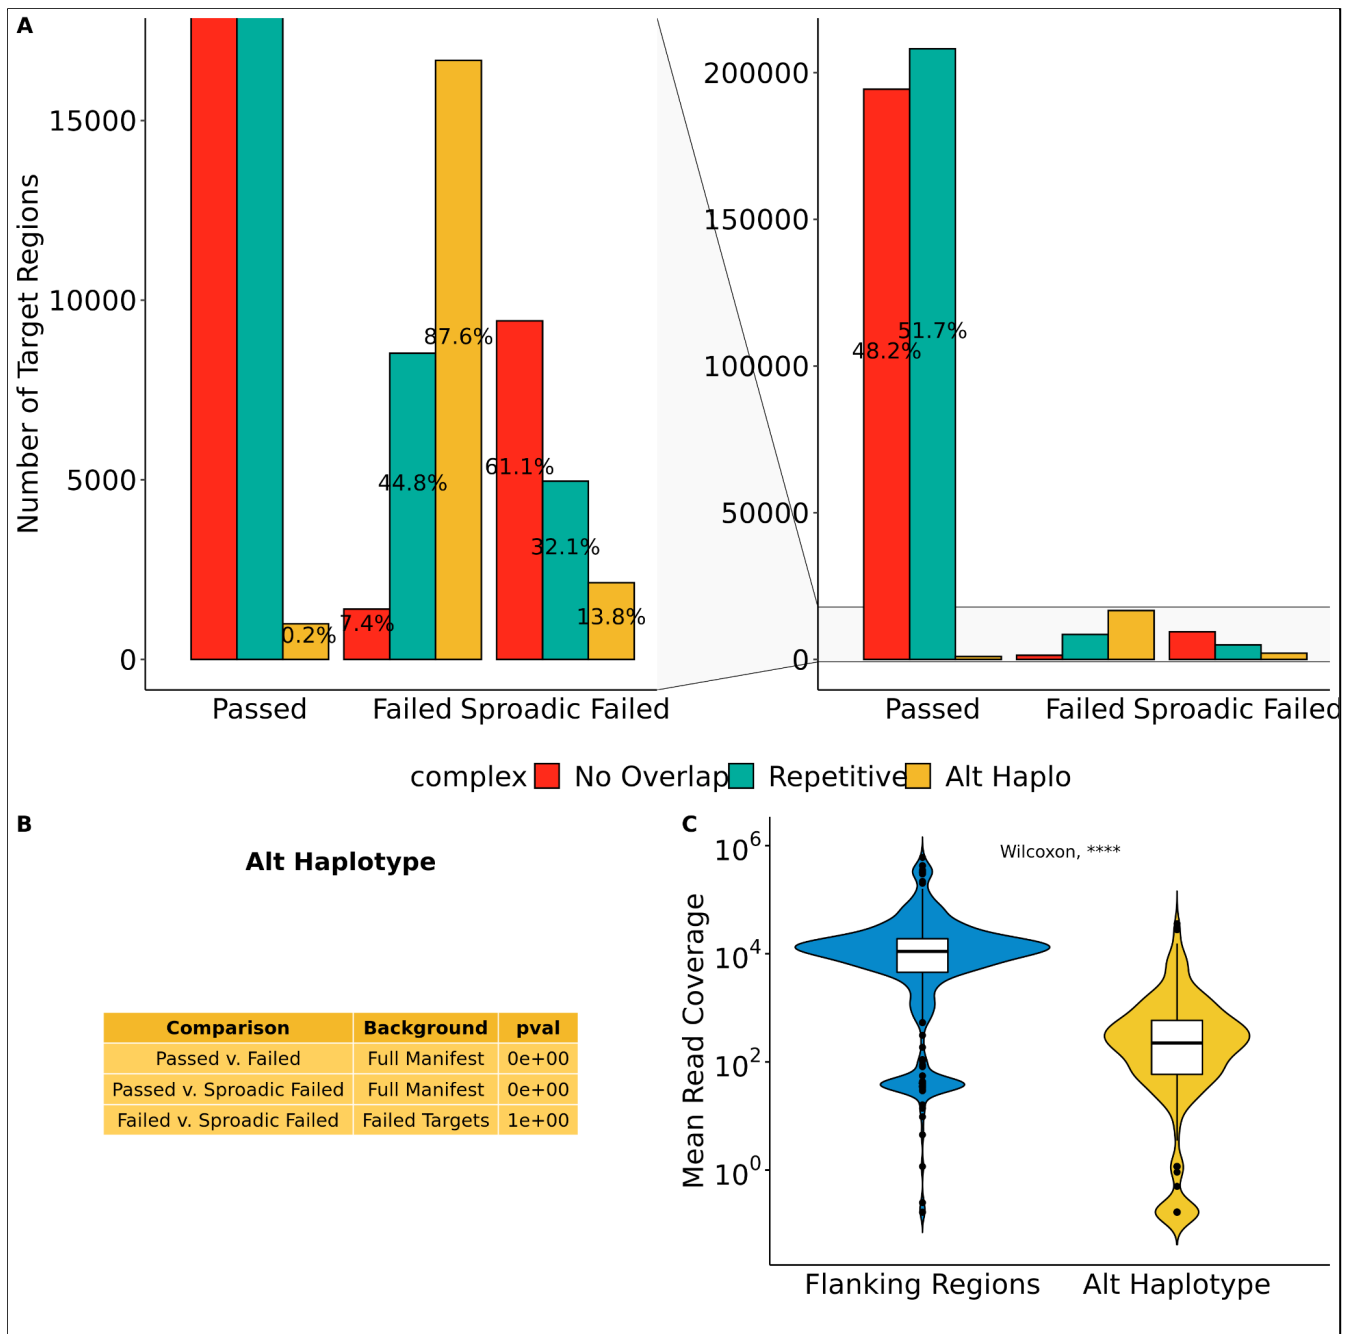 A
Number of Target Regions
15000
10000
5000
0
87.6%
61.1%
44.8%
32.1%
13.8%
7.4%
0.2%
Passed
Failed
Sproadic Failed
200000
150000
100000
50000
0
51.7%
48.2%
Passed
Failed
Sproadic Failed
complex No Overlap Repetitive Alt Haplo
B
Alt Haplotype
Comparison Background pval
Passed v. Failed Full Manifest 0e+00
Passed v. Sproadic Failed Full Manifest 0e+00
Failed v. Sproadic Failed Failed Targets 1e+00
C
Mean Read Coverage
10^6
10^4
10^2
10^0
Wilcoxon, ****
Flanking Regions
Alt Haplotype